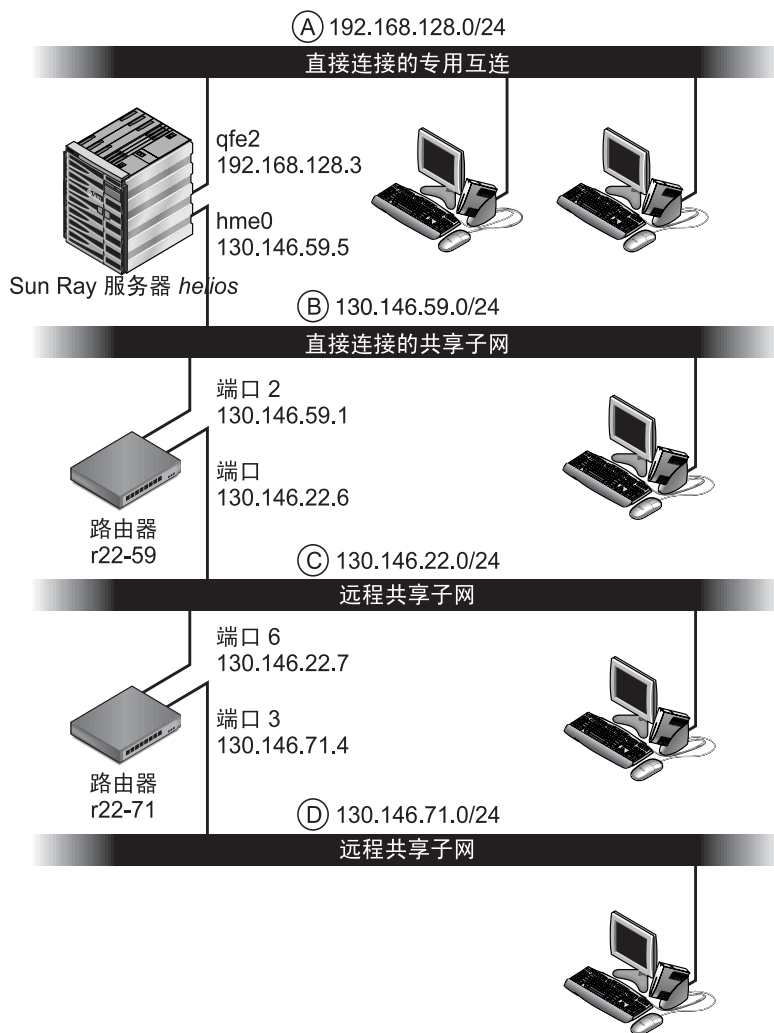 A 192.168.128.0/24
直接连接的专用互连
qfe2
192.168.128.3
hme0
130.146.59.5
Sun Ray 服务器 helios
B 130.146.59.0/24
直接连接的共享子网
端口 2
130.146.59.1
端口
130.146.22.6
路由器
r22-59
C 130.146.22.0/24
远程共享子网
端口 6
130.146.22.7
端口 3
130.146.71.4
路由器
r22-71
D 130.146.71.0/24
远程共享子网